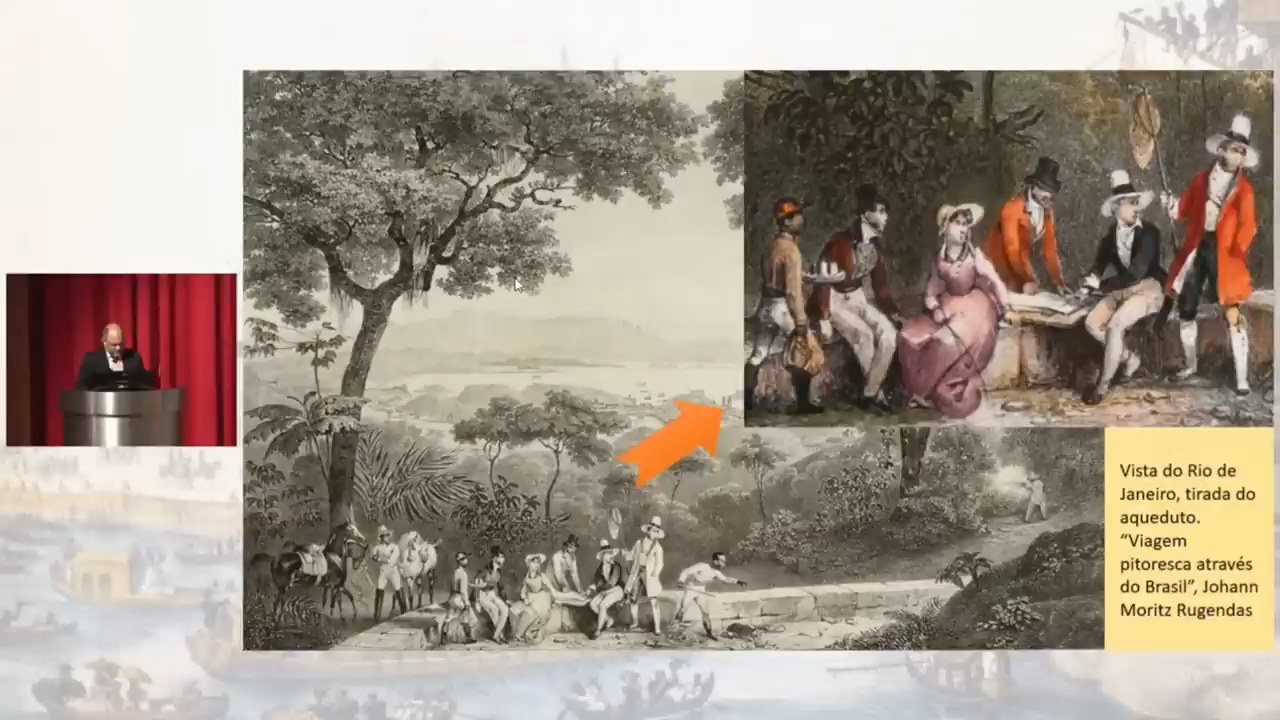 Vista do Rio de
Janeiro, tirada do
aqueduto.
“Viagem
pitoresca através
do Brasil”, Johann
Moritz Rugendas